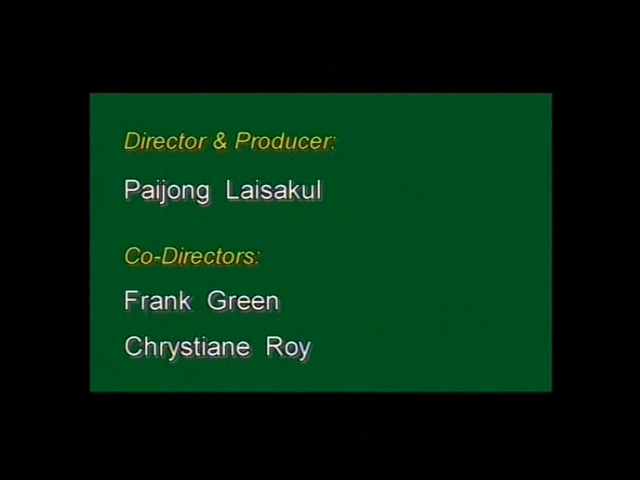 Director & Producer:
Paijong Laisakul
Co-Directors:
Frank Green
Chrystiane Roy